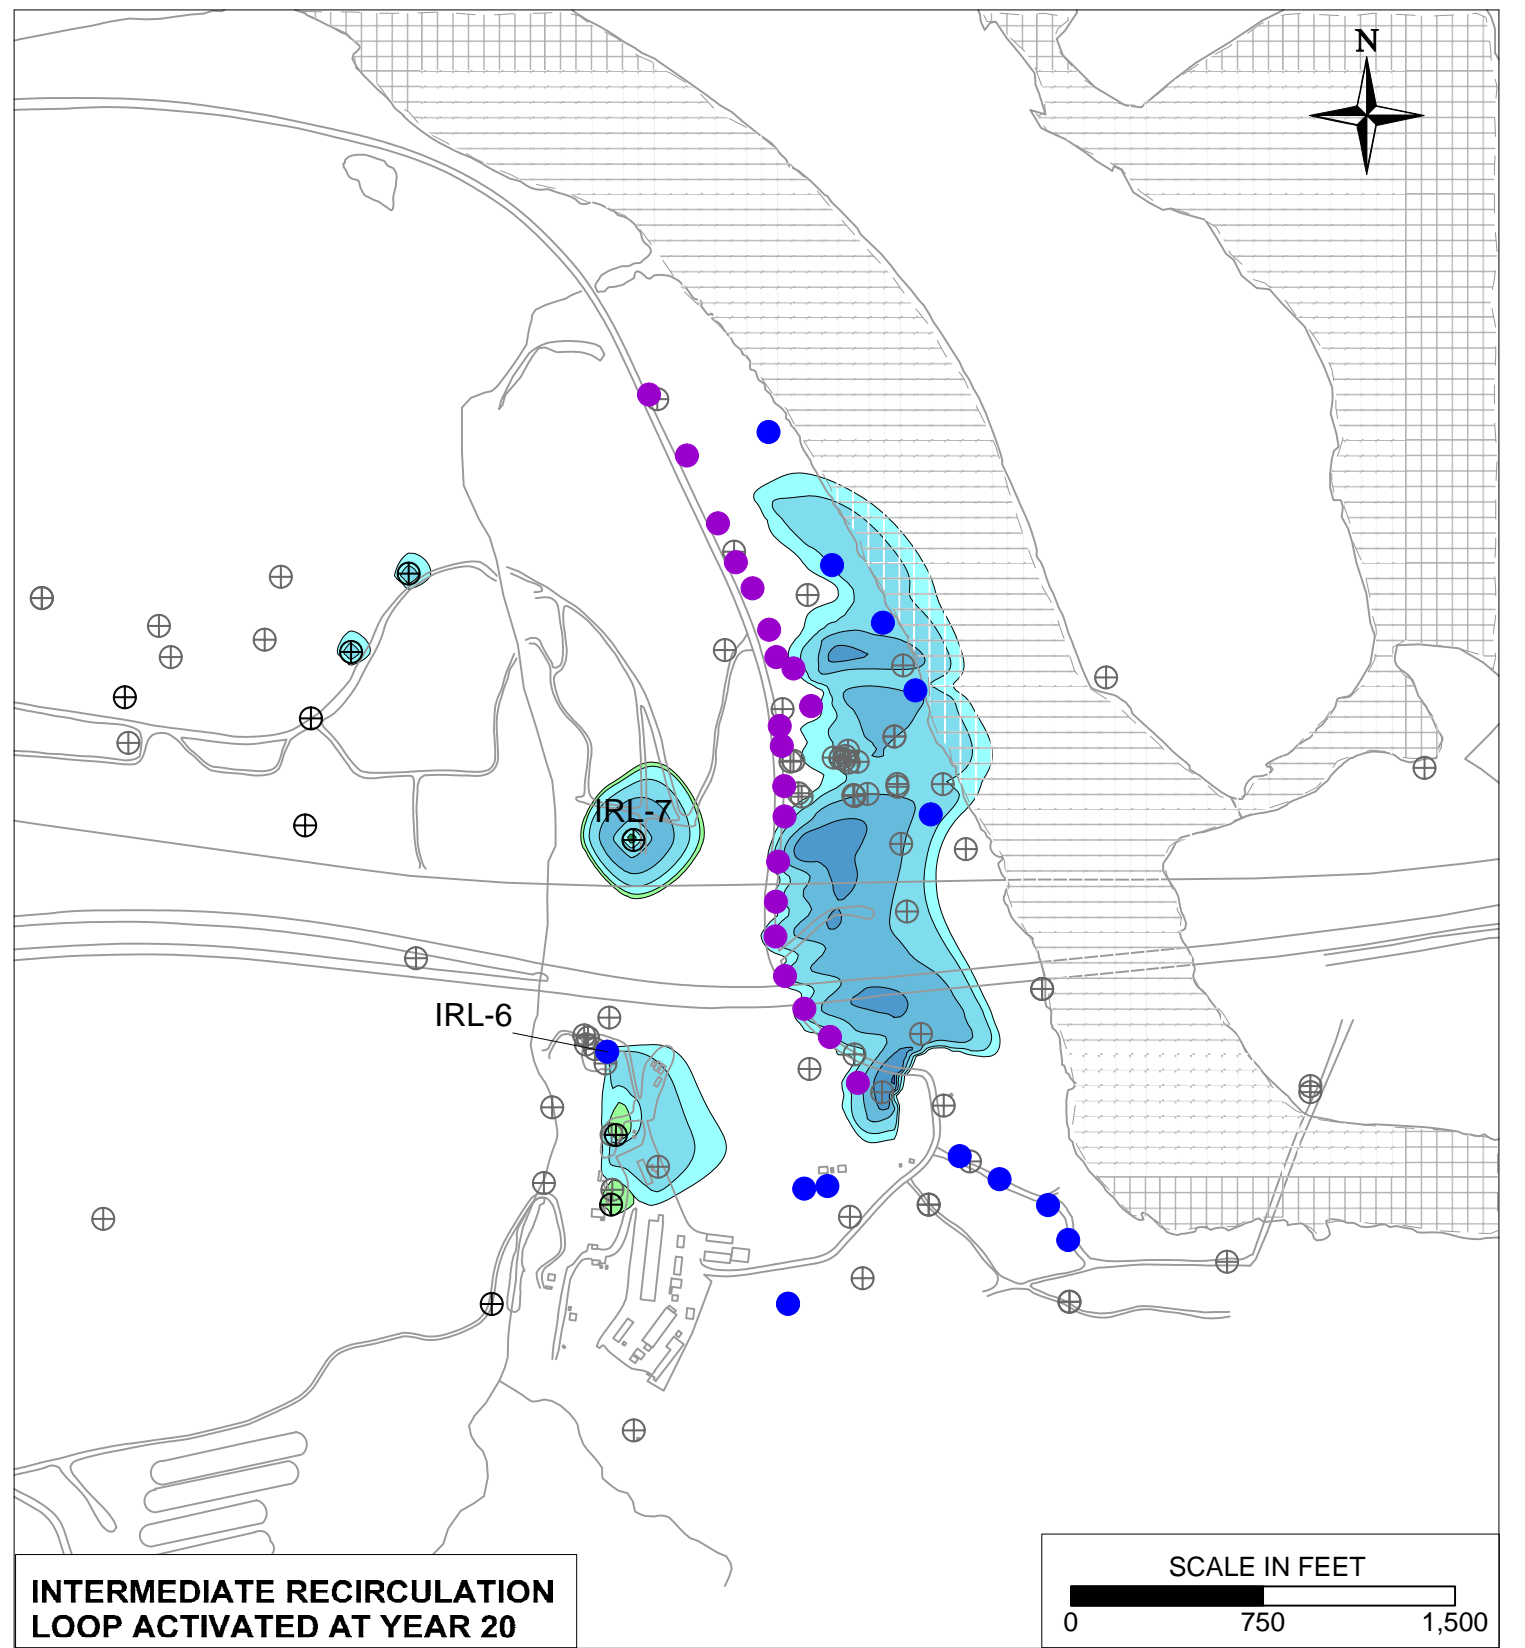 N
IRL-7
IRL-6
INTERMEDIATE RECIRCULATION
LOOP ACTIVATED AT YEAR 20
SCALE IN FEET
0 750 1,500